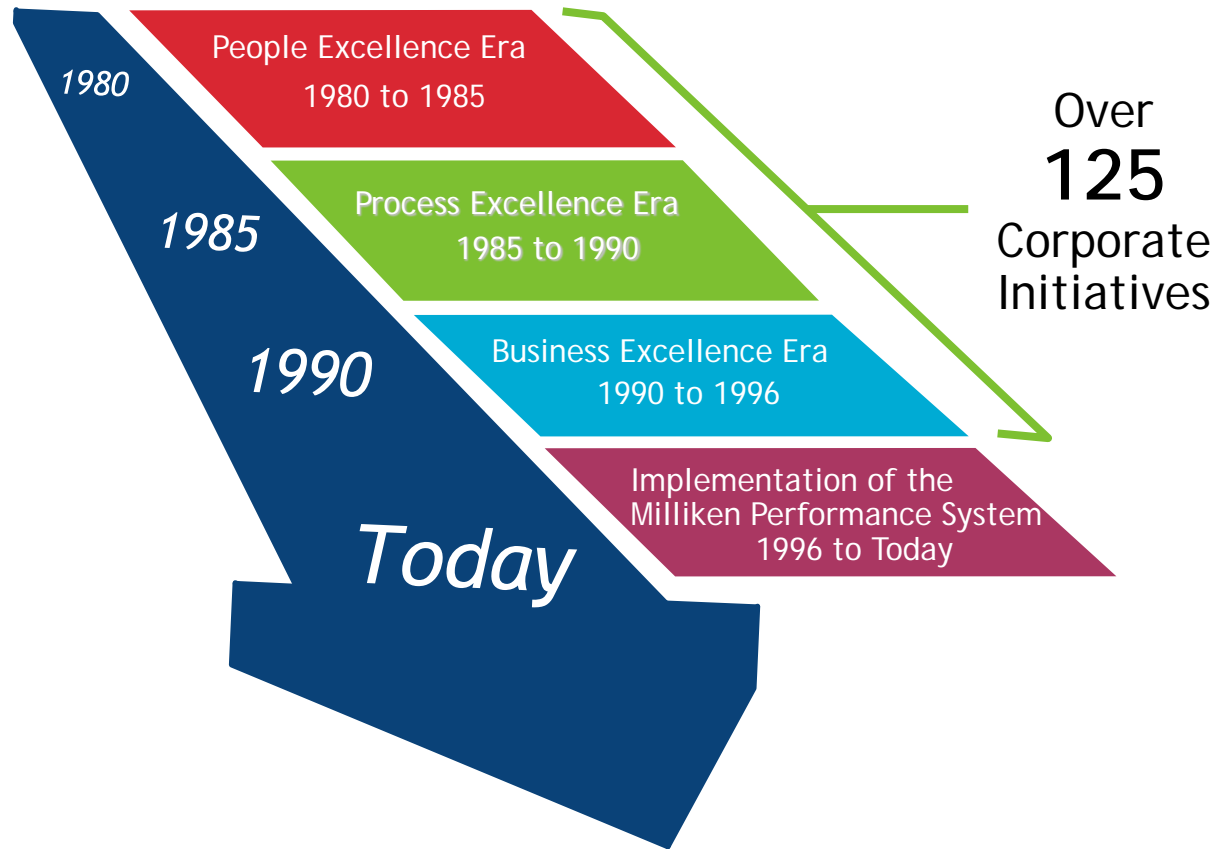 1980
People Excellence Era
1980 to 1985
1985
Process Excellence Era
1985 to 1990
1990
Business Excellence Era
1990 to 1996
Today
Implementation of the
Milliken Performance System
1996 to Today
Over
125
Corporate
Initiatives